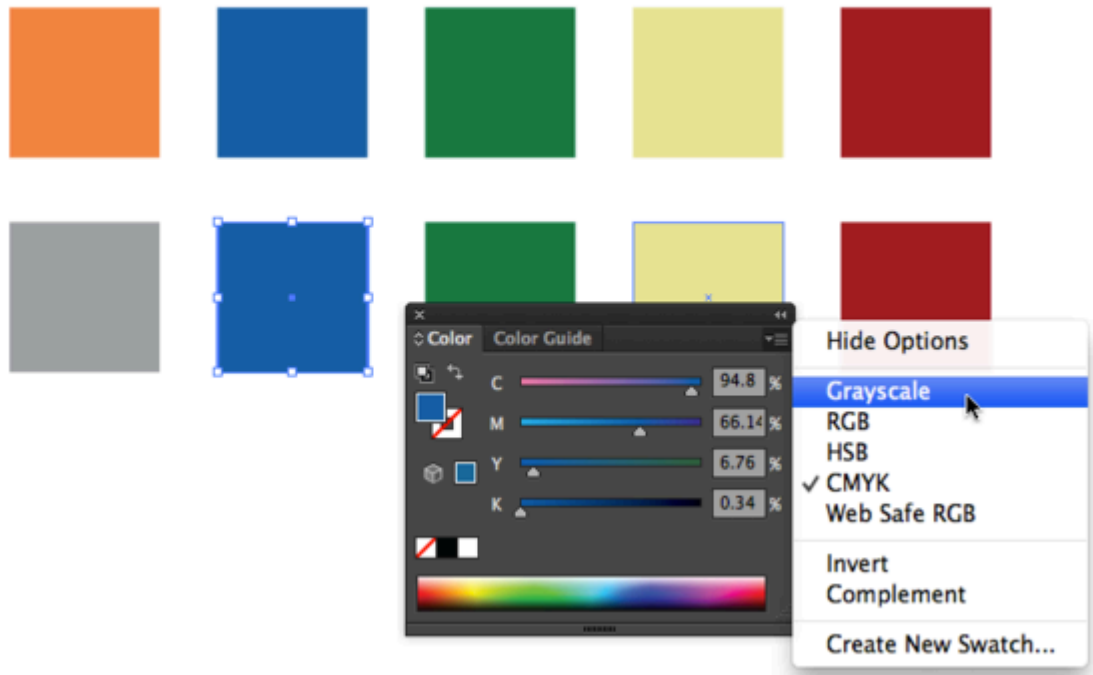 Color Color Guide
C 94.8 %
M 66.14 %
Y 6.76 %
K 0.34 %
Hide Options
Grayscale
RGB
HSB
✓ CMYK
Web Safe RGB
Invert
Complement
Create New Swatch...